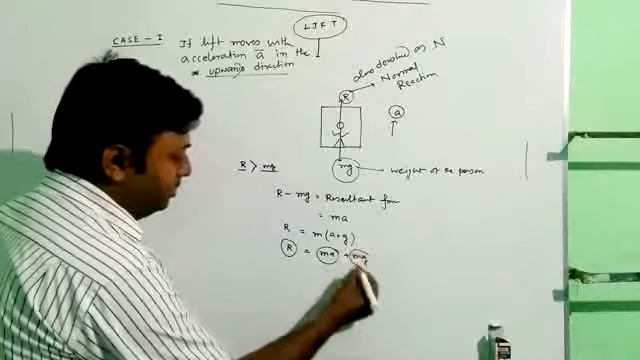 LIFT
CASE - I If lift moves with
acceleration a in the
upwards direction
also denoted as N
Normal
Reaction
R
a
mg
weight of the person
R > mg
R - mg = Resultant for
= ma
R = m(a+g)
R = ma + mg